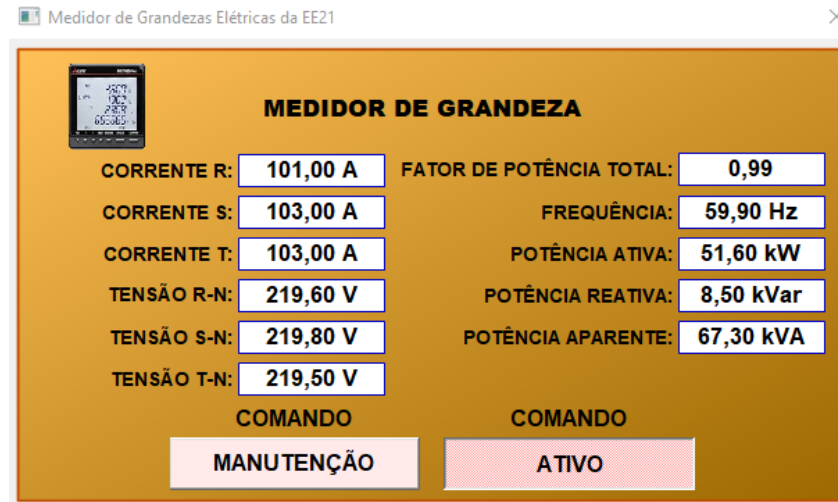 Medidor de Grandezas Elétricas da EE21
MEDIDOR DE GRANDEZA
CORRENTE R: 101,00 A
CORRENTE S: 103,00 A
CORRENTE T: 103,00 A
TENSÃO R-N: 219,60 V
TENSÃO S-N: 219,80 V
TENSÃO T-N: 219,50 V
FATOR DE POTÊNCIA TOTAL: 0,99
FREQUÊNCIA: 59,90 Hz
POTÊNCIA ATIVA: 51,60 kW
POTÊNCIA REATIVA: 8,50 kVar
POTÊNCIA APARENTE: 67,30 kVA
COMANDO
MANUTENÇÃO
COMANDO
ATIVO